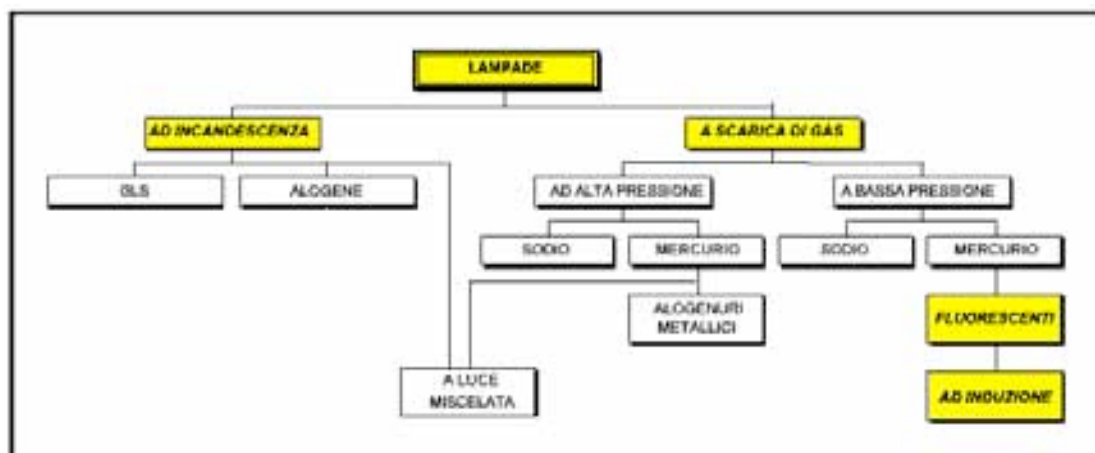 LAMPADE
AD INCANDESCENZA
A SCARICA DI GAS
GLS
ALOGENE
AD ALTA PRESSIONE
A BASSA PRESSIONE
SODIO
MERCURIO
SODIO
MERCURIO
ALOGENURI
METALLICI
FLUORESCENTI
A LUCE
MISCELATA
AD INDUZIONE